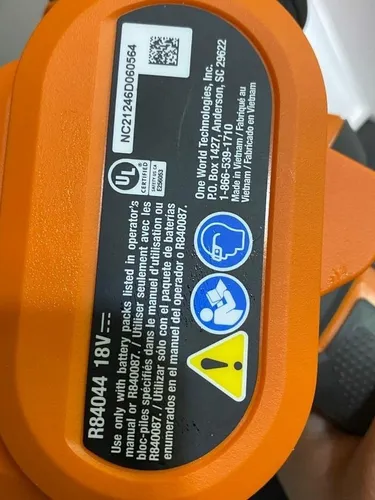 R84044 18V
Use only with battery packs listed in operator's
manual or R840087. / Utiliser seulement avec les
bloc-piles spécifiés dans le manuel d'utilisation ou
R840087. / Utilizar sólo con el paquete de baterías
enumerados en el manual del operador o R840087.
UL
CERTIFIED
E250053
NC21246D060564
One World Technologies, Inc.
P.O. Box 1427, Anderson, SC 29622
1-866-539-1710
Made in Vietnam / Fabriqué au
Vietnam / Fabricado en Vietnam